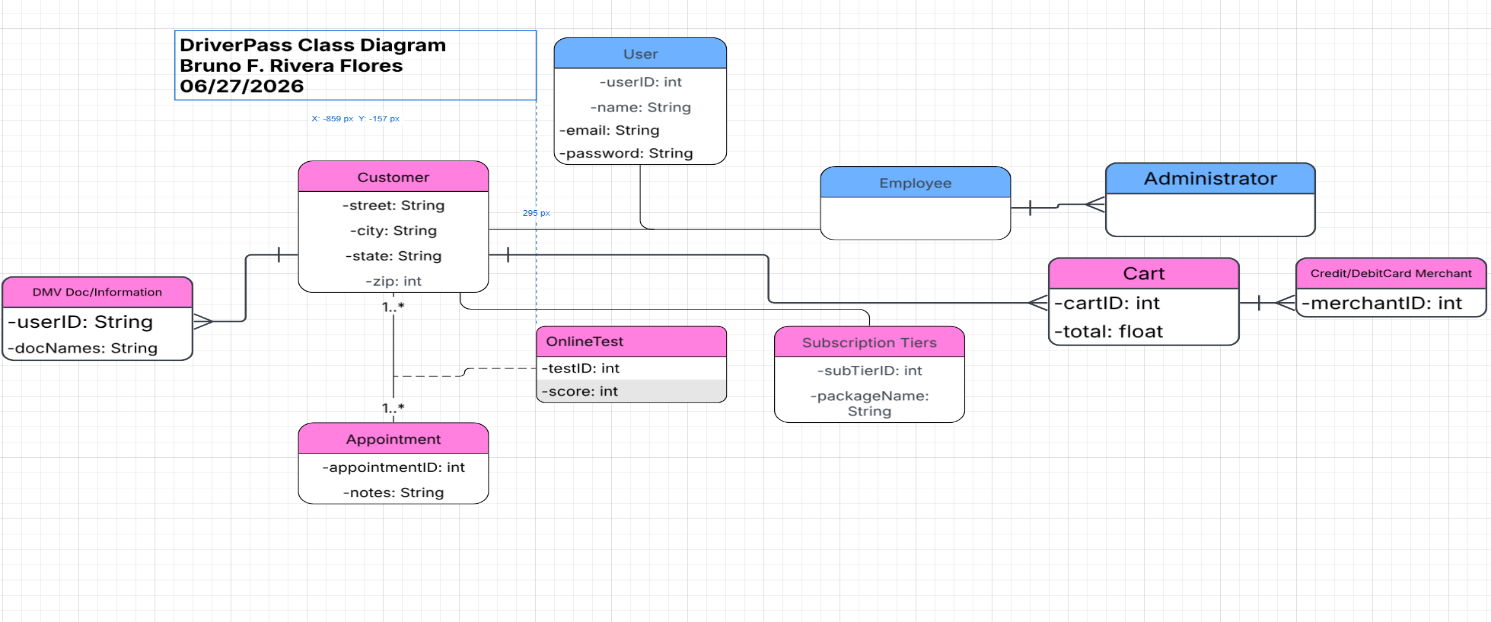 DriverPass Class Diagram
Bruno F. Rivera Flores
06/27/2026
X: -859 px Y: -157 px
User
-userID: int
-name: String
-email: String
-password: String
Customer
-street: String
-city: String
-state: String
-zip: int
295 px
Employee
Administrator
DMV Doc/Information
-userID: String
-docNames: String
Cart
-cartID: int
-total: float
Credit/DebitCard Merchant
-merchantID: int
1..*
OnlineTest
-testID: int
-score: int
Subscription Tiers
-subTierID: int
-packageName:
String
1..*
Appointment
-appointmentID: int
-notes: String